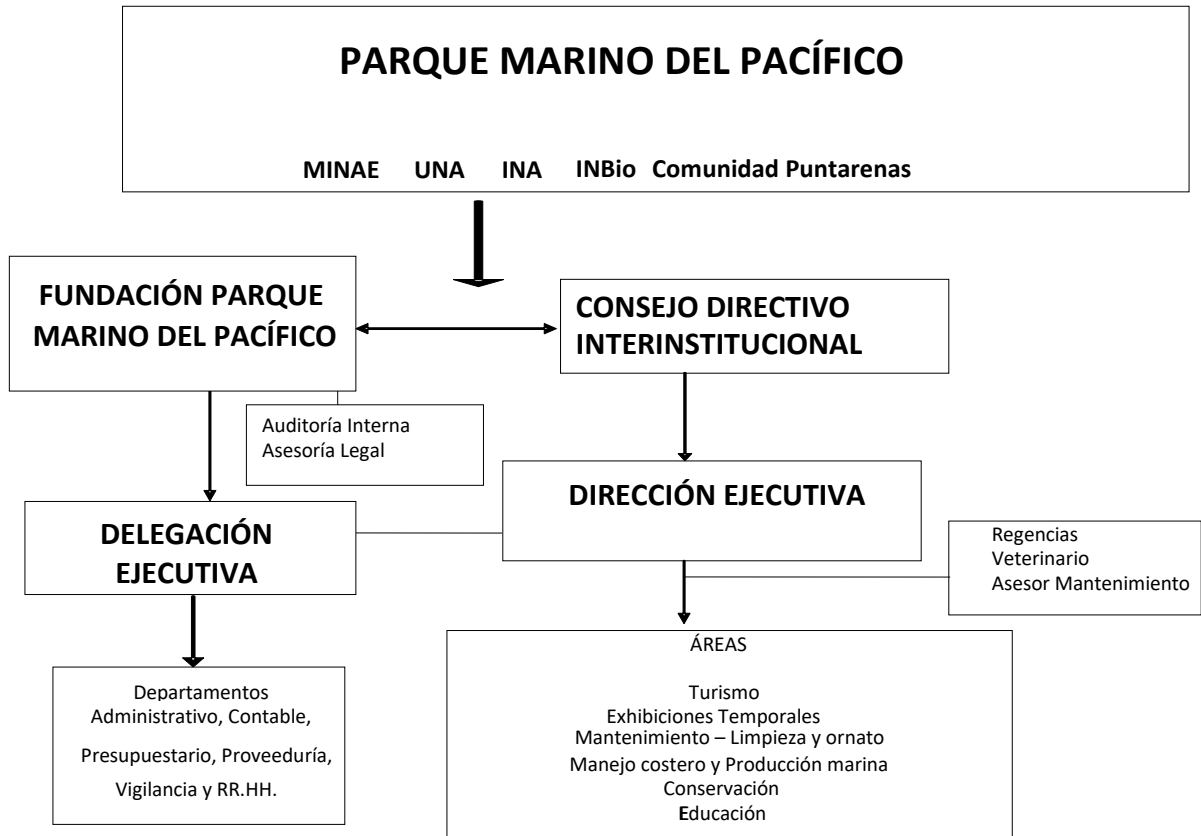 PARQUE MARINO DEL PACÍFICO
MINAE UNA INA INBio Comunidad Puntarenas
FUNDACIÓN PARQUE
MARINO DEL PACÍFICO
CONSEJO DIRECTIVO
INTERINSTITUCIONAL
Auditoría Interna
Asesoría Legal
DIRECCIÓN EJECUTIVA
DELEGACIÓN
EJECUTIVA
Regencias
Veterinario
Asesor Mantenimiento
Departamentos
Administrativo, Contable,
Presupuestario, Proveeduría,
Vigilancia y RR.HH.
ÁREAS
Turismo
Exhibiciones Temporales
Mantenimiento – Limpieza y ornato
Manejo costero y Producción marina
Conservación
Educación